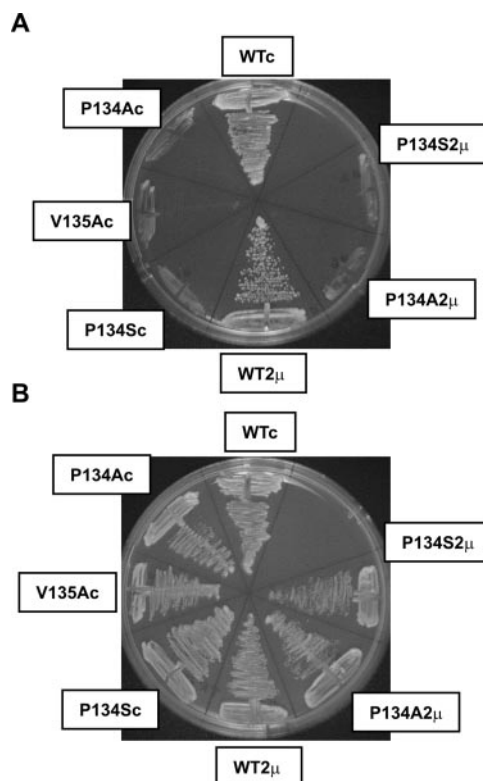 A
WTc
P134Ac
P134S2μ
V135Ac
P134A2μ
P134Sc
WT2μ
B
WTc
P134Ac
P134S2μ
V135Ac
P134Sc
P134A2μ
WT2μ